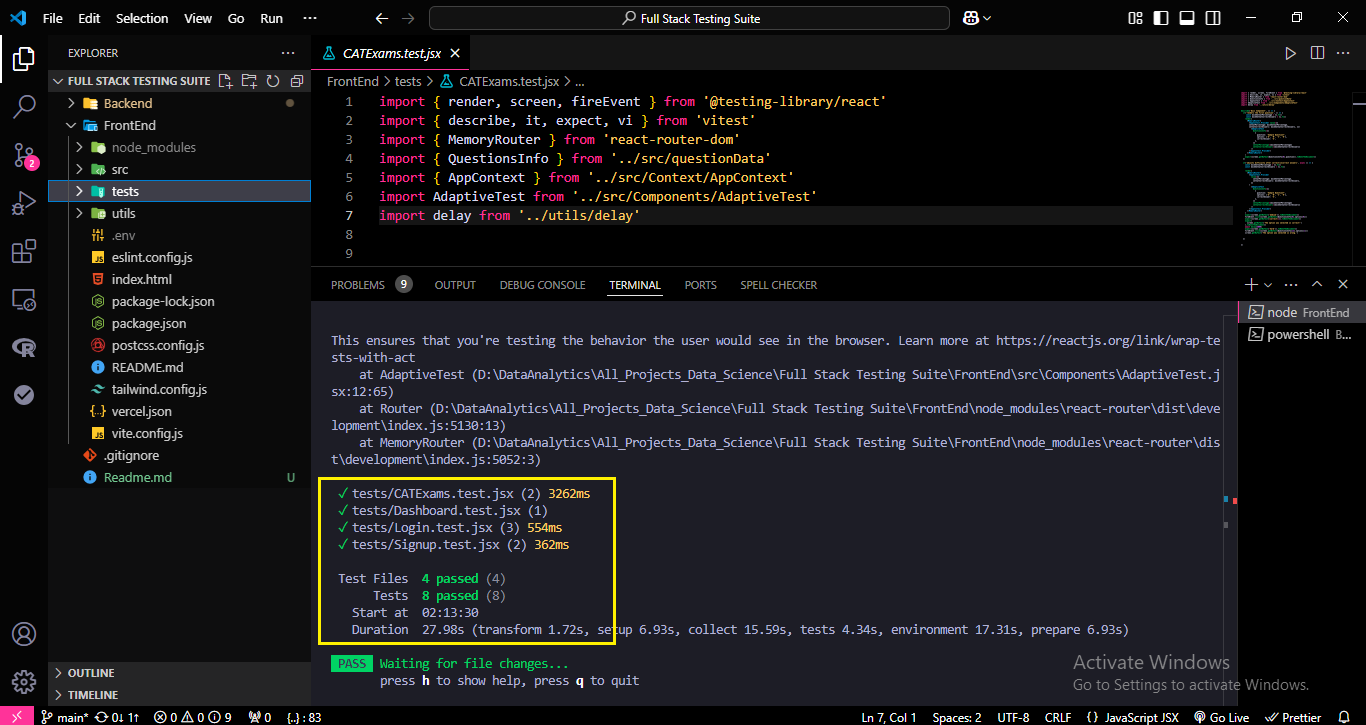 File Edit Selection View Go Run ··· Full Stack Testing Suite
EXPLORER ···
FULL STACK TESTING SUITE
Backend
FrontEnd
node_modules
src
tests
utils
.env
eslint.config.js
index.html
package-lock.json
package.json
postcss.config.js
README.md
tailwind.config.js
vercel.json
vite.config.js
.gitignore
Readme.md U
OUTLINE
TIMELINE
2
CATExams.test.jsx
FrontEnd > tests > CATExams.test.jsx > ...
1 import { render, screen, fireEvent } from '@testing-library/react'
2 import { describe, it, expect, vi } from 'vitest'
3 import { MemoryRouter } from 'react-router-dom'
4 import { QuestionsInfo } from '../src/questionData'
5 import { AppContext } from '../src/Context/AppContext'
6 import AdaptiveTest from '../src/Components/AdaptiveTest'
7 import delay from '../utils/delay'
8
9
PROBLEMS 9 OUTPUT DEBUG CONSOLE TERMINAL PORTS SPELL CHECKER
node FrontEnd
powershell B...
This ensures that you're testing the behavior the user would see in the browser. Learn more at https://reactjs.org/link/wrap-te
sts-with-act
at AdaptiveTest (D:\DataAnalytics\All_Projects_Data_Science\Full Stack Testing Suite\FrontEnd\src\Components\AdaptiveTest.j
sx:12:65)
at Router (D:\DataAnalytics\All_Projects_Data_Science\Full Stack Testing Suite\FrontEnd\node_modules\react-router\dist\deve
lopment\index.js:5130:13)
at MemoryRouter (D:\DataAnalytics\All_Projects_Data_Science\Full Stack Testing Suite\FrontEnd\node_modules\react-router\dis
t\development\index.js:5052:3)
✓ tests/CATExams.test.jsx (2) 3262ms
✓ tests/Dashboard.test.jsx (1)
✓ tests/Login.test.jsx (3) 554ms
✓ tests/Signup.test.jsx (2) 362ms
Test Files 4 passed (4)
Tests 8 passed (8)
Start at 02:13:30
Duration 27.98s (transform 1.72s, setup 6.93s, collect 15.59s, tests 4.34s, environment 17.31s, prepare 6.93s)
PASS Waiting for file changes...
press h to show help, press q to quit
Activate Windows
Go to Settings to activate Windows.
main* 0↓ 1↑ 0 0 9 0 {..} : 83 Ln 7, Col 1 Spaces: 2 UTF-8 CRLF {} JavaScript JSX Go Live Prettier